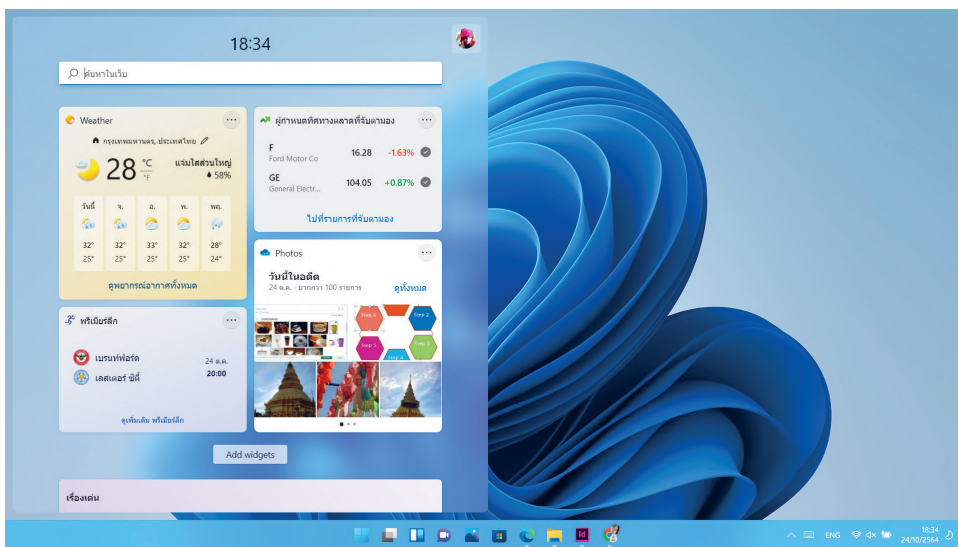 18:34
ค้นหาในเว็บ
Weather
กรุงเทพมหานคร, ประเทศไทย
28 °C
°F
แจ่มใสส่วนใหญ่
58%
วันนี้ จ. อ. พ. พฤ.
32° 32° 33° 32° 28°
25° 25° 25° 25° 24°
ดูพยากรณ์อากาศทั้งหมด
ผู้กำหนดทิศทางตลาดที่จับตามอง
F
Ford Motor Co
16.28 -1.63%
GE
General Electr...
104.05 +0.87%
ไปที่รายการที่จับตามอง
Photos
วันนี้ในอดีต
24 ต.ค. - มากกว่า 100 รายการ
ดูทั้งหมด
Step 6
Step 2
Step 5
Step 3
Step 4
พรีเมียร์ลีก
เบรนท์ฟอร์ด
เลสเตอร์ ซิตี้
24 ต.ค.
20:00
ดูเพิ่มเติม พรีเมียร์ลีก
Add widgets
เรื่องเด่น
Id
ENG
18:34
24/10/2564